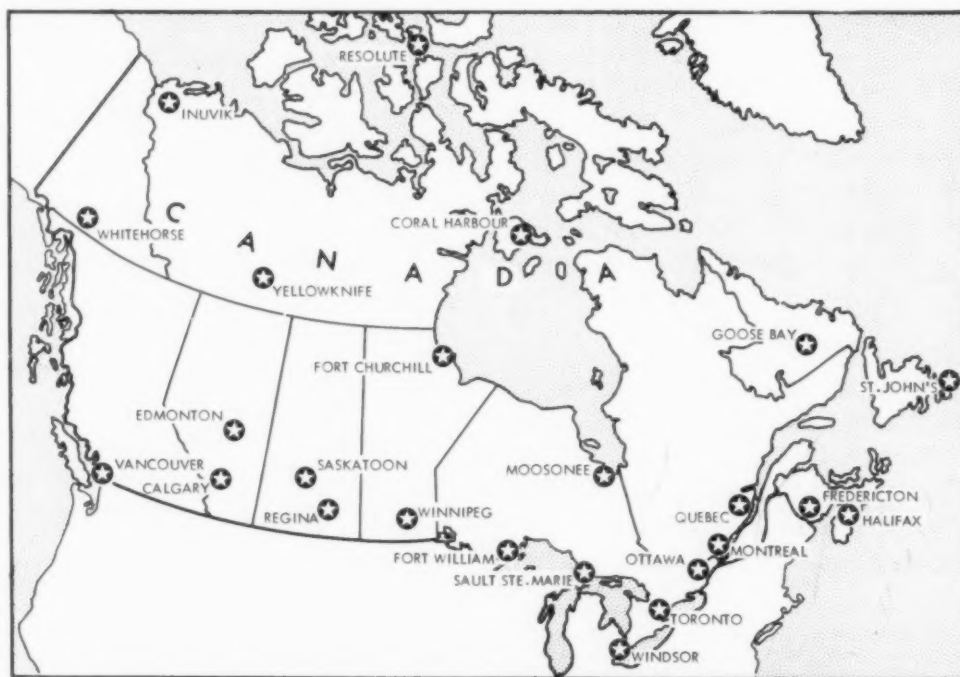 RESOLUTE
INUVIK
CORAL HARBOUR
WHITEHORSE
C A N A D A
YELLOWKNIFE
GOOSE BAY
FORT CHURCHILL
ST. JOHN'S
EDMONTON
VANCOUVER
SASKATOON
MOOSONEE
CALGARY
REGINA
WINNIPEG
QUEBEC
FREDERICTON
HALIFAX
FORT WILLIAM
OTTAWA
MONTREAL
SAULT STE. MARIE
TORONTO
WINDSOR